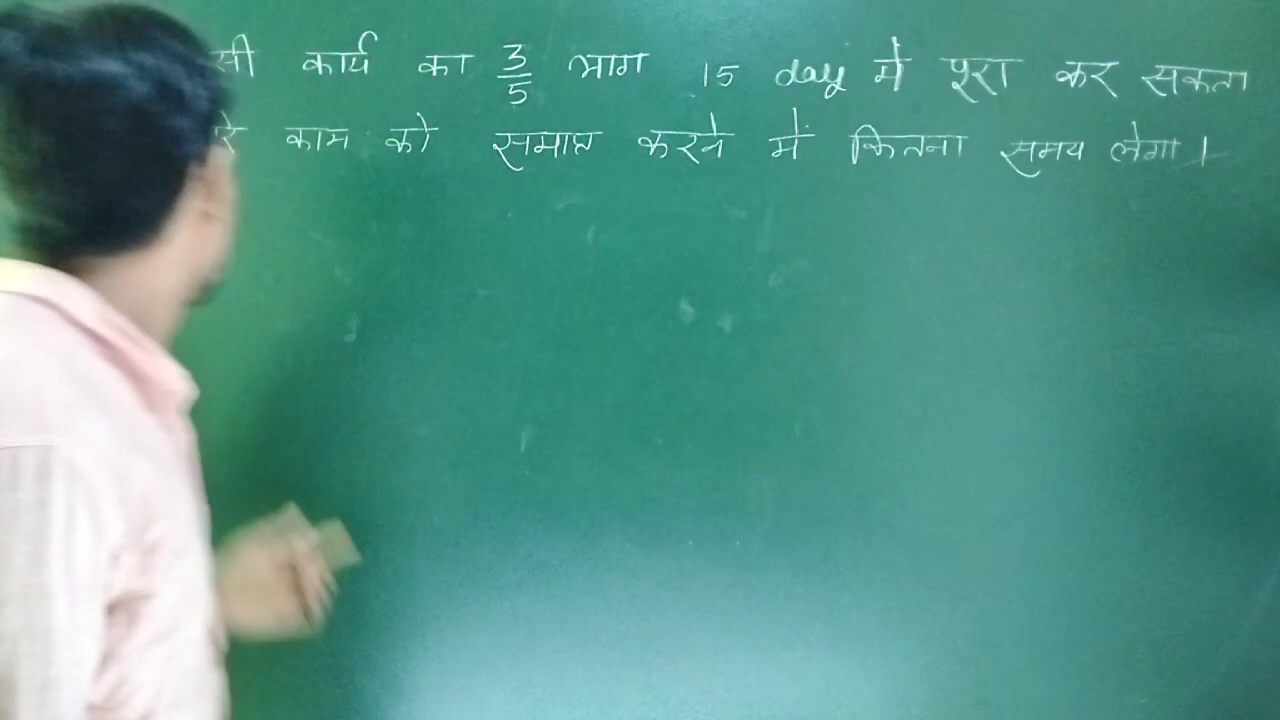 सी कार्य का 3/5 भाग 15 day में पूरा कर सकता
रे काम को समाप्त करने में कितना समय लेगा।